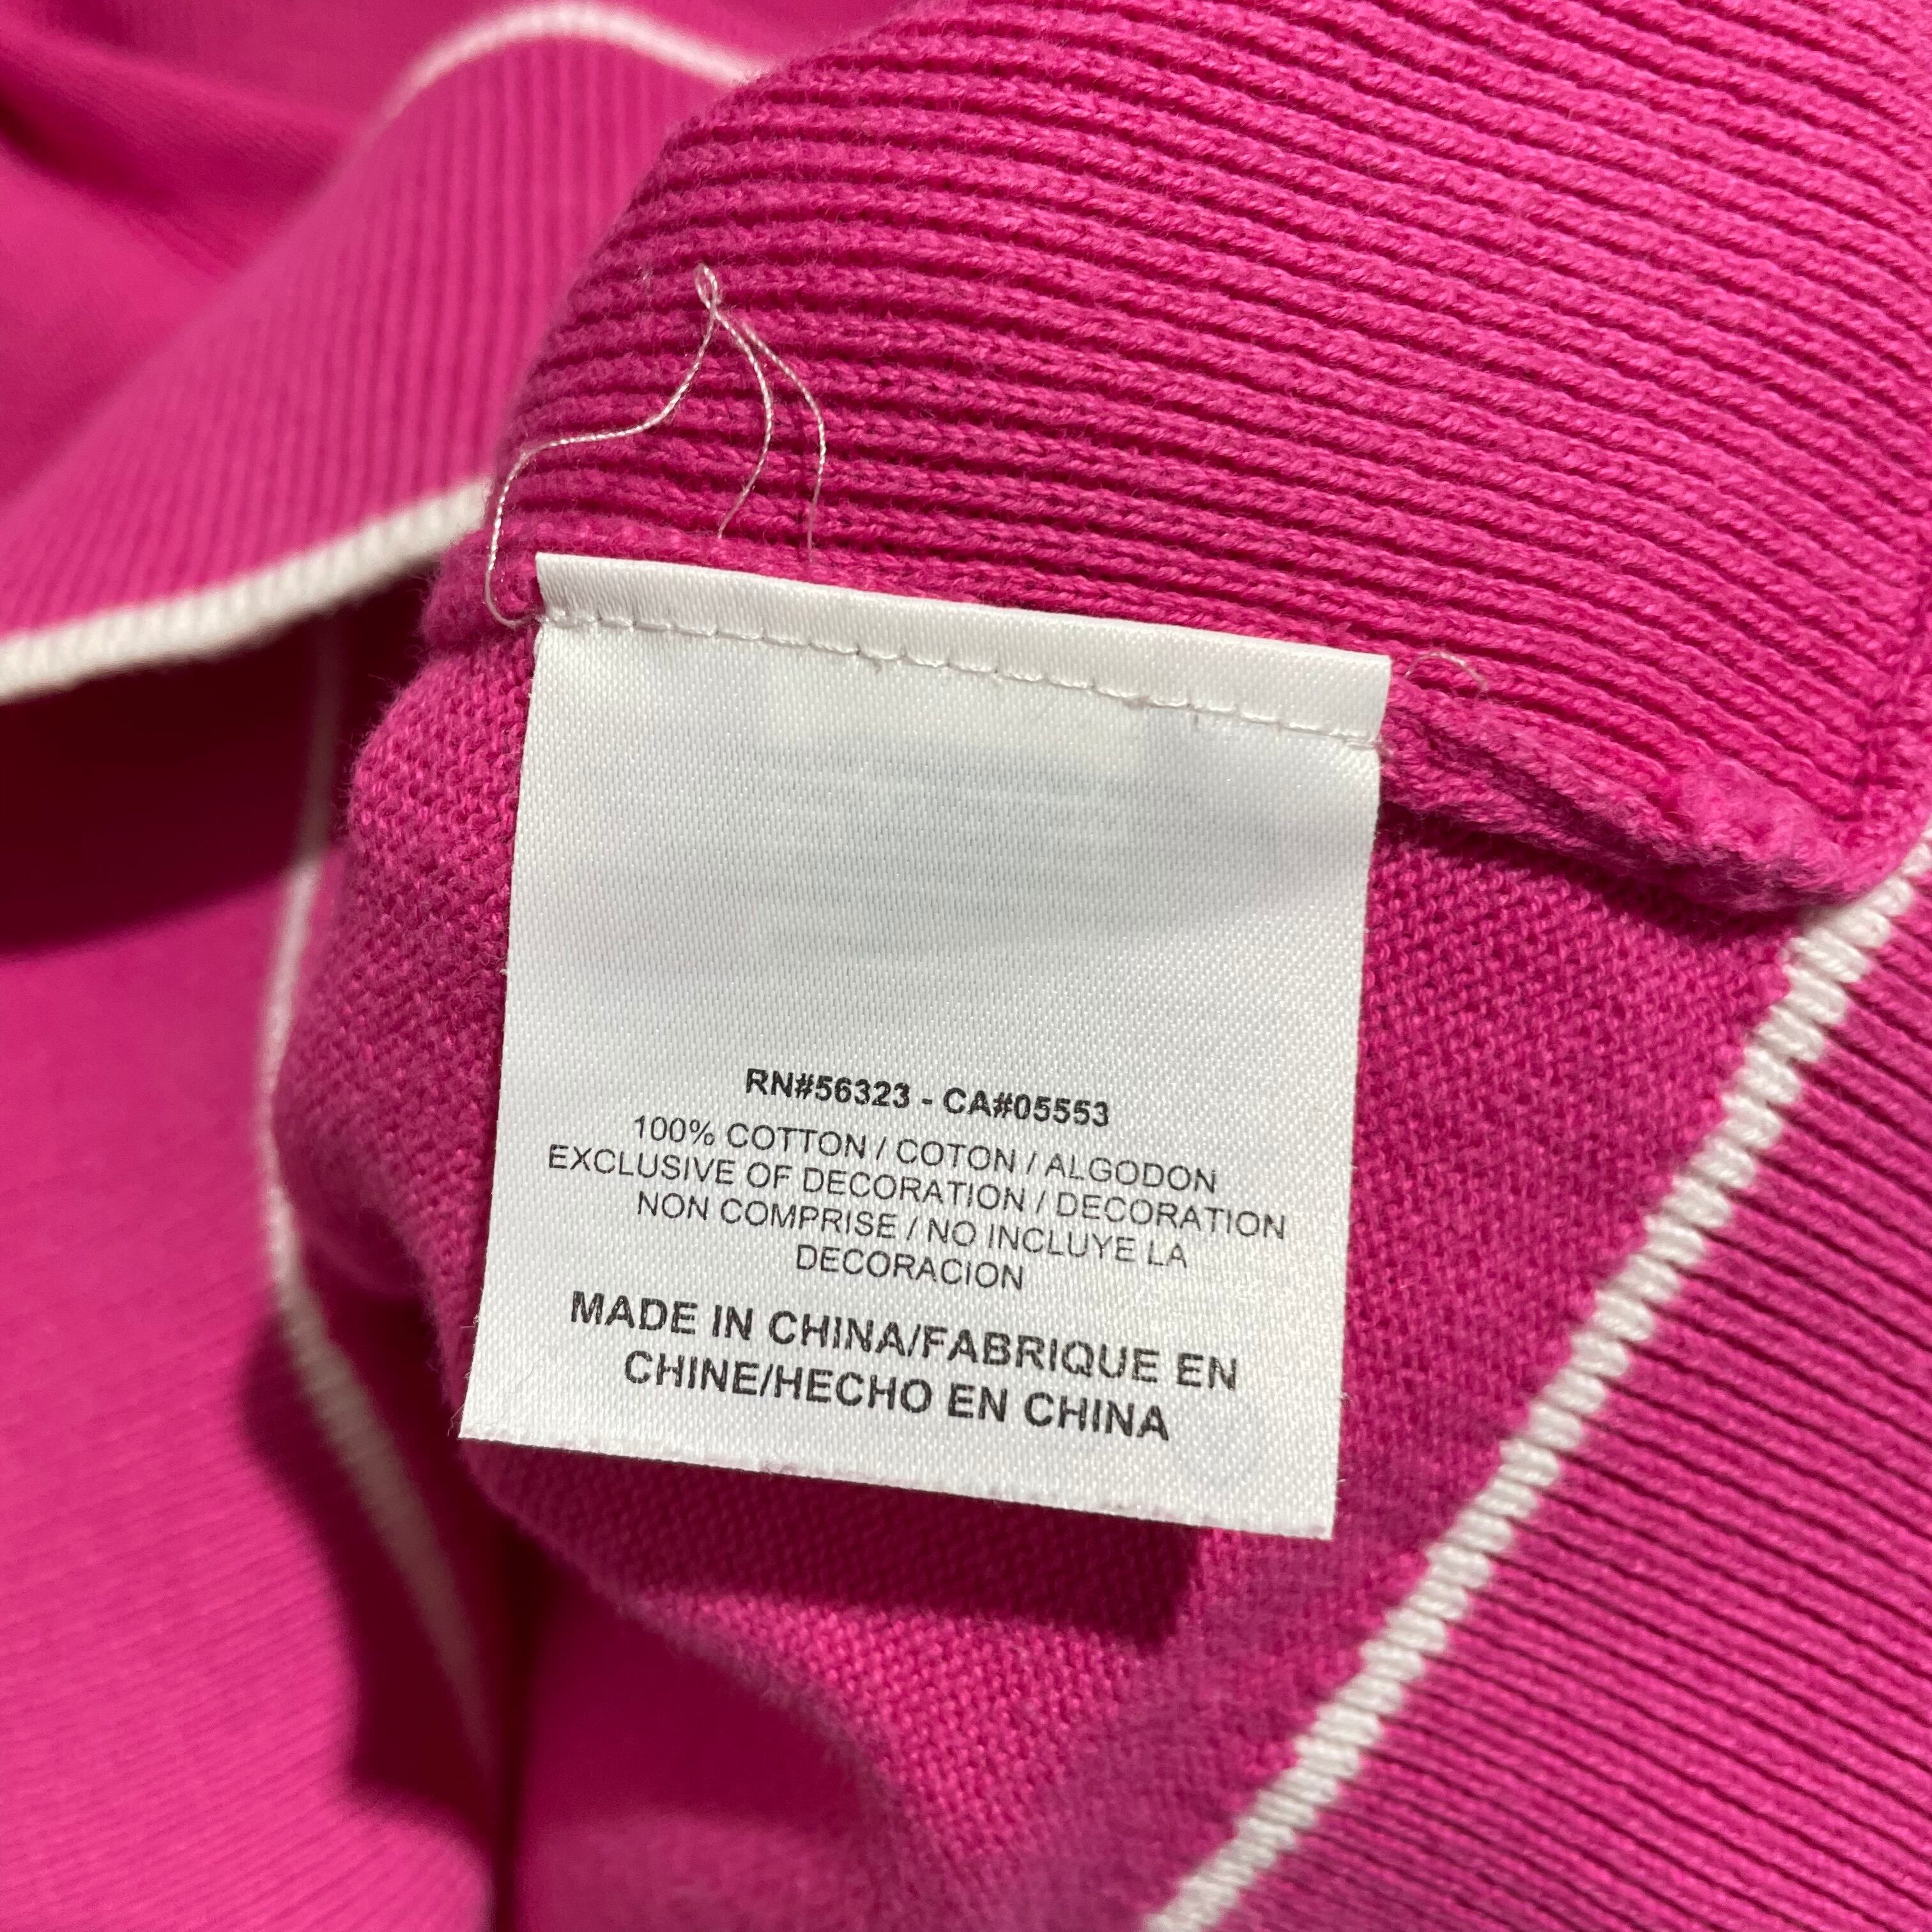 RN#56323 - CA#05553
100% COTTON / COTON / ALGODON
EXCLUSIVE OF DECORATION / DECORATION
NON COMPRISE / NO INCLUYE LA
DECORACION
MADE IN CHINA/FABRIQUE EN
CHINE/HECHO EN CHINA